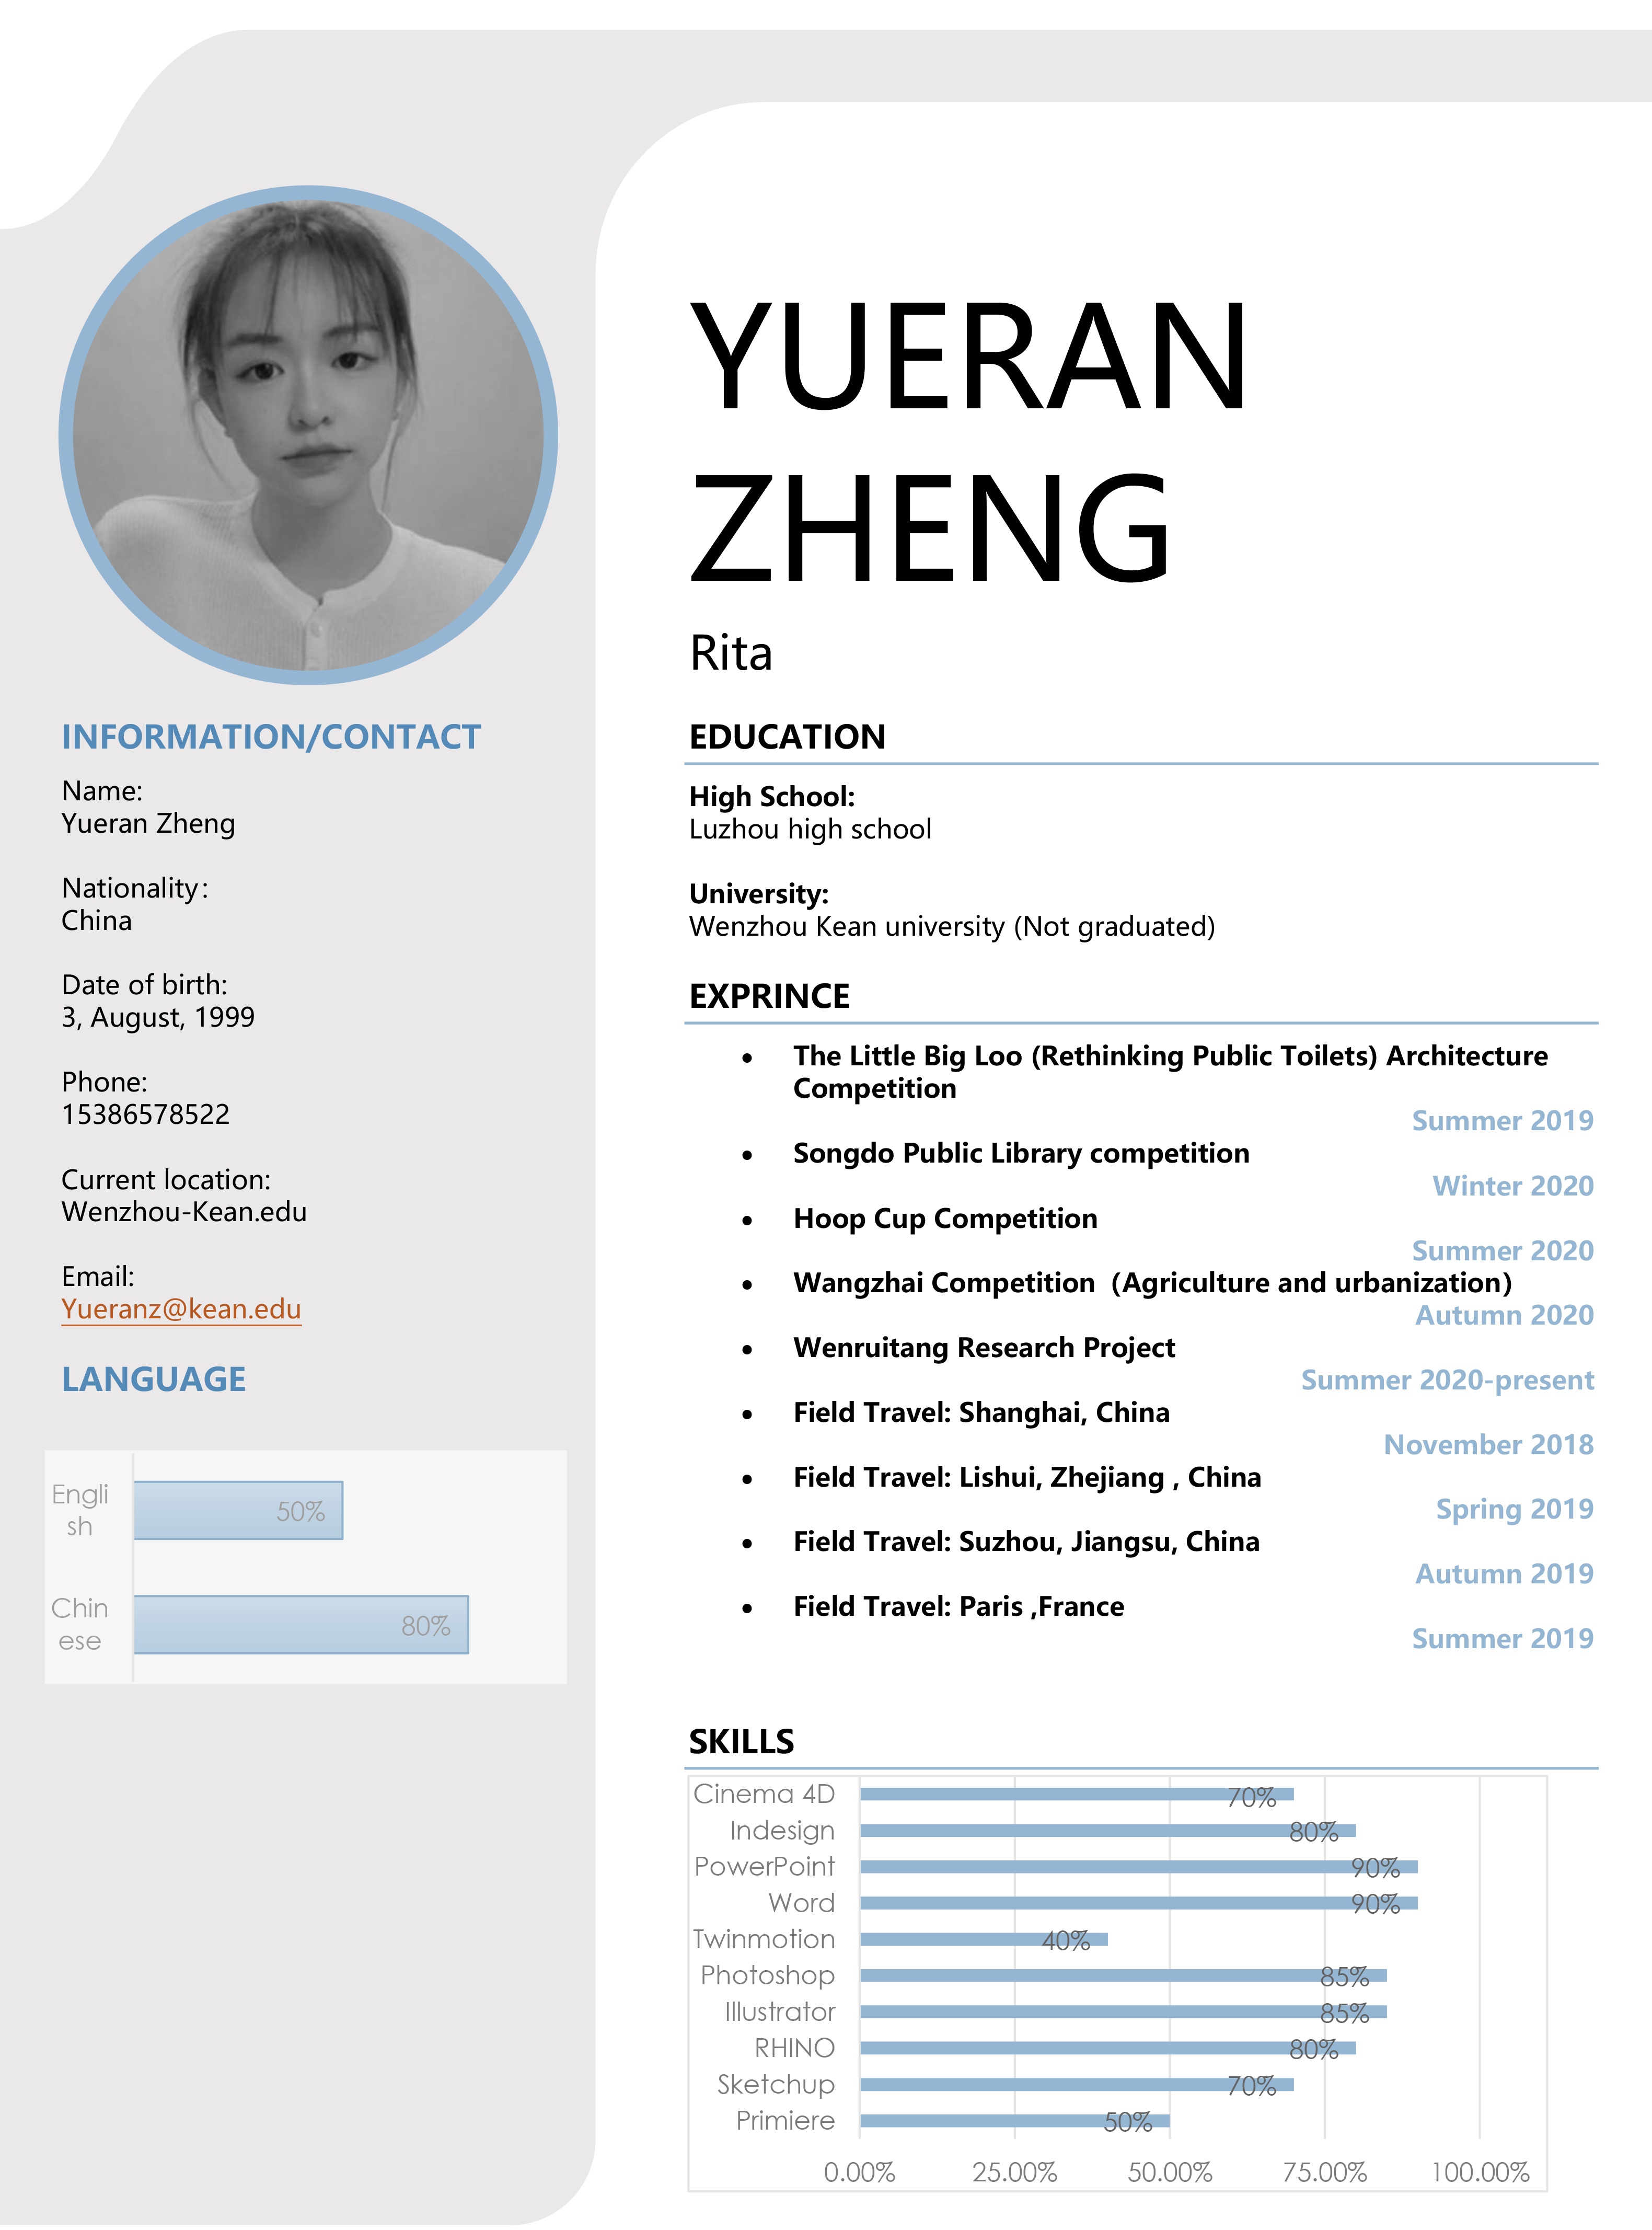 YUERAN
ZHENG
Rita
INFORMATION/CONTACT
Name:
Yueran Zheng
Nationality:
China
Date of birth:
3, August, 1999
Phone:
15386578522
Current location:
Wenzhou-Kean.edu
Email:
Yueranz@kean.edu
LANGUAGE
Engli
sh
50%
Chin
ese
80%
EDUCATION
High School:
Luzhou high school
University:
Wenzhou Kean university (Not graduated)
EXPRINCE
• The Little Big Loo (Rethinking Public Toilets) Architecture
Competition
Summer 2019
• Songdo Public Library competition
Winter 2020
• Hoop Cup Competition
Summer 2020
• Wangzhai Competition (Agriculture and urbanization)
Autumn 2020
• Wenruitang Research Project
Summer 2020-present
• Field Travel: Shanghai, China
November 2018
• Field Travel: Lishui, Zhejiang , China
Spring 2019
• Field Travel: Suzhou, Jiangsu, China
Autumn 2019
• Field Travel: Paris ,France
Summer 2019
SKILLS
Cinema 4D 70%
Indesign 80%
PowerPoint 90%
Word 90%
Twinmotion 40%
Photoshop 85%
Illustrator 85%
RHINO 80%
Sketchup 70%
Primiere 50%
0.00% 25.00% 50.00% 75.00% 100.00%